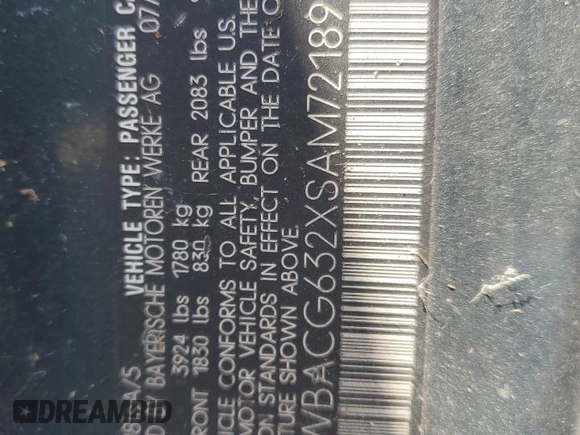 VEHICLE TYPE: PASSENGER
BAYERISCHE MOTOREN WERKE AG 07/
3924 lbs 1780 kg
FRONT 1830 lbs 830 kg REAR 2083 lbs
CONFORMS TO ALL APPLICABLE U.S.
MOTOR VEHICLE SAFETY, BUMPER AND THE
STANDARDS IN EFFECT ON THE DATE
SHOWN ABOVE.
WBACG632XSAM72189
DREAMBID